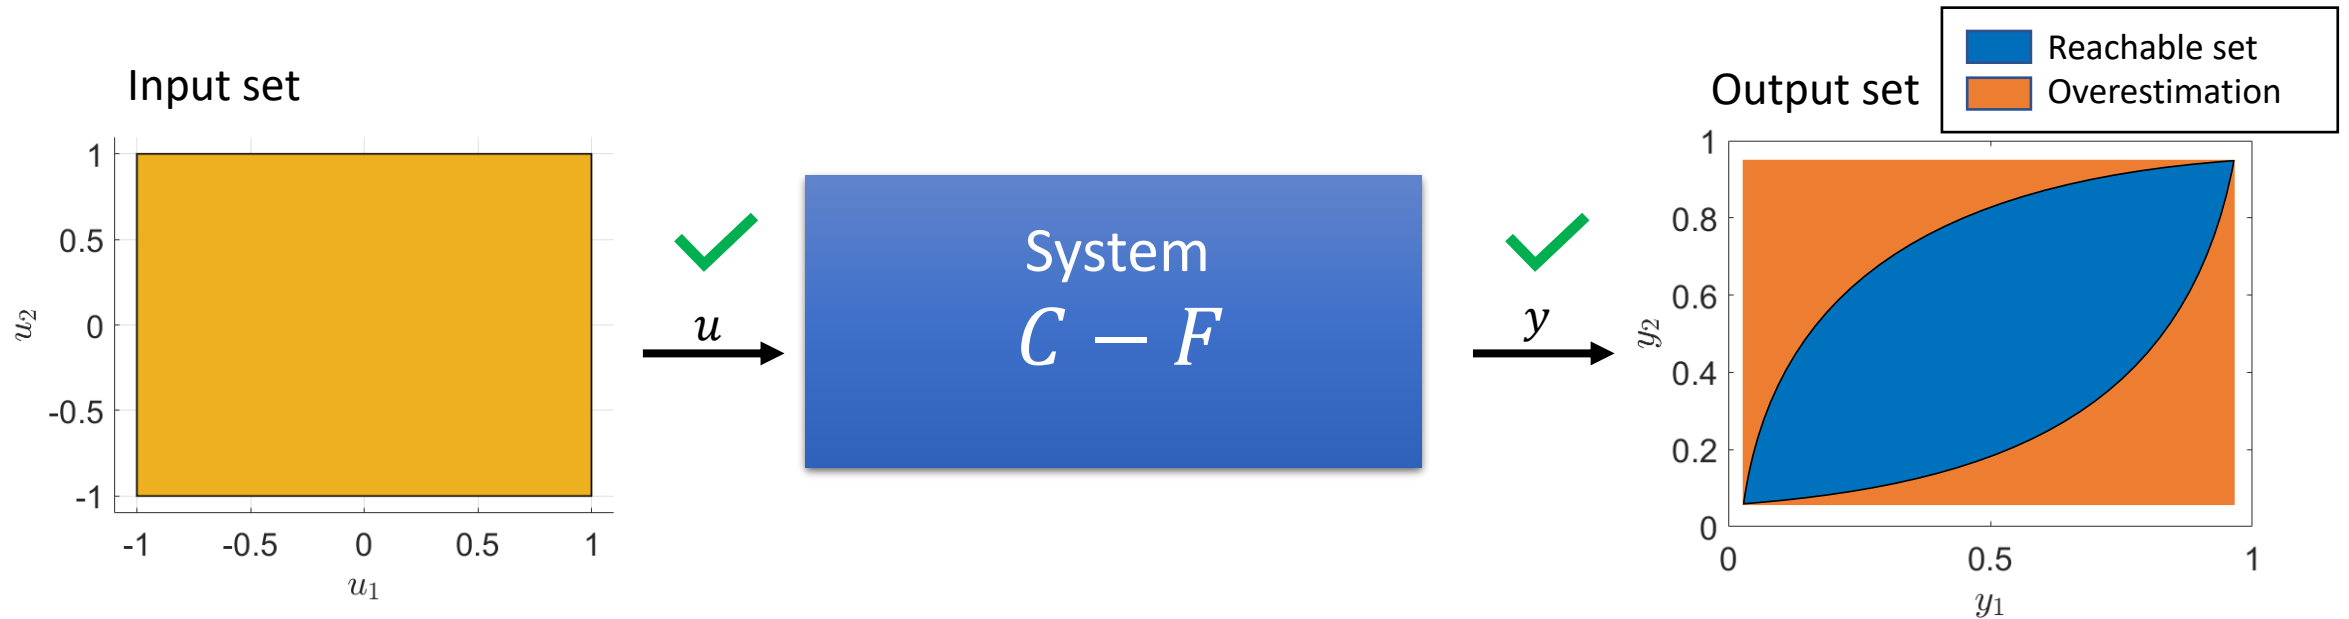 Input set
1
0.5
0
-0.5
-1
u₂
-1 -0.5 0 0.5 1
u₁
u
System
C − F
y
Output set
Reachable set
Overestimation
1
0.8
0.6
0.4
0.2
0
y₂
0 0.5 1
y₁